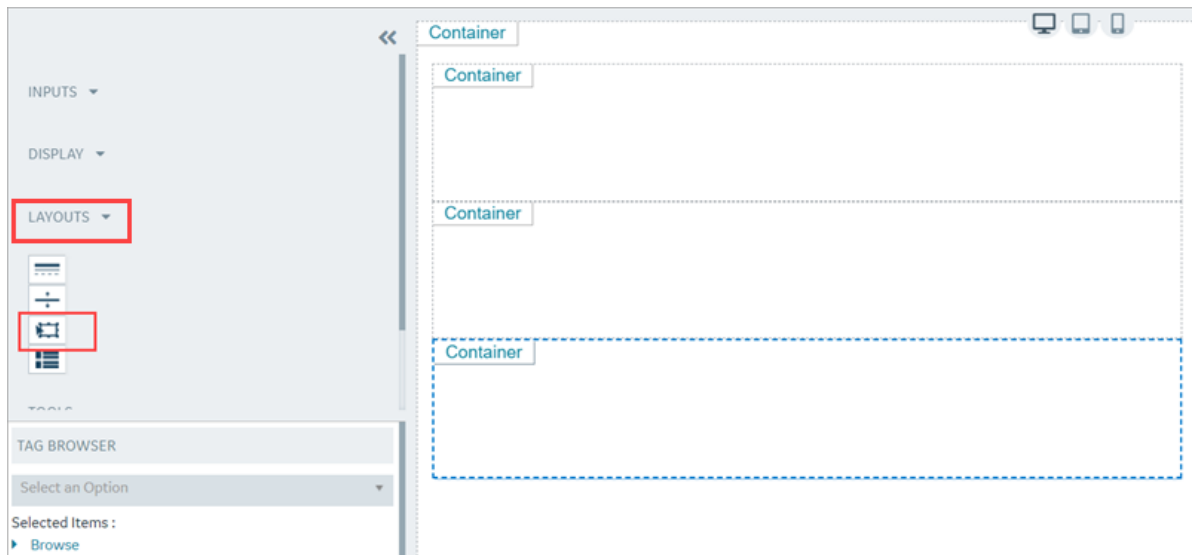 INPUTS
DISPLAY
LAYOUTS
TAG BROWSER
Select an Option
Selected Items :
Browse
Container
Container
Container
Container